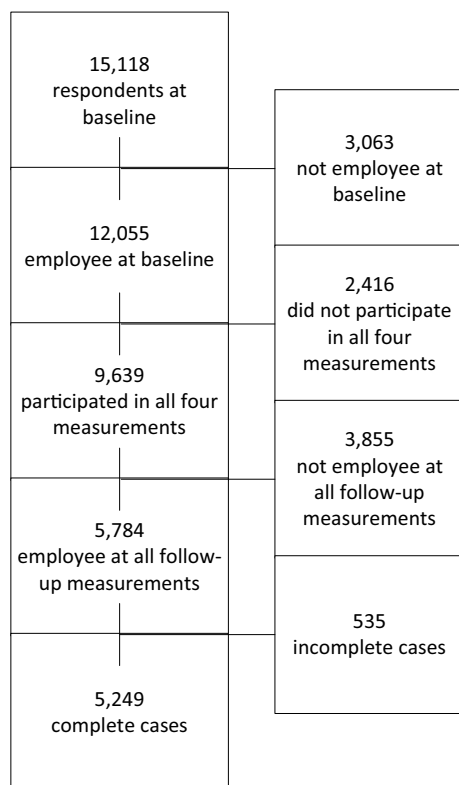 15,118
respondents at
baseline
3,063
not employee at
baseline
12,055
employee at baseline
2,416
did not participate
in all four
measurements
9,639
participated in all four
measurements
3,855
not employee at
all follow-up
measurements
5,784
employee at all follow-
up measurements
535
incomplete cases
5,249
complete cases